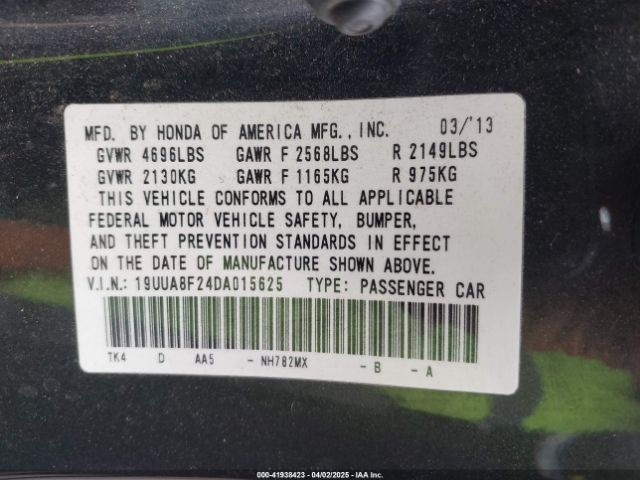 MFD. BY HONDA OF AMERICA MFG., INC. 03/'13
GVWR 4696LBS GAWR F 2568LBS R 2149LBS
GVWR 2130KG GAWR F 1165KG R 975KG
THIS VEHICLE CONFORMS TO ALL APPLICABLE
FEDERAL MOTOR VEHICLE SAFETY, BUMPER,
AND THEFT PREVENTION STANDARDS IN EFFECT
ON THE DATE OF MANUFACTURE SHOWN ABOVE.
V.I.N.: 19UUA8F24DA015625 TYPE: PASSENGER CAR
TK4 D AA5 - NH782MX - B - A
000-41938423 - 04/02/2025 - IAA Inc.